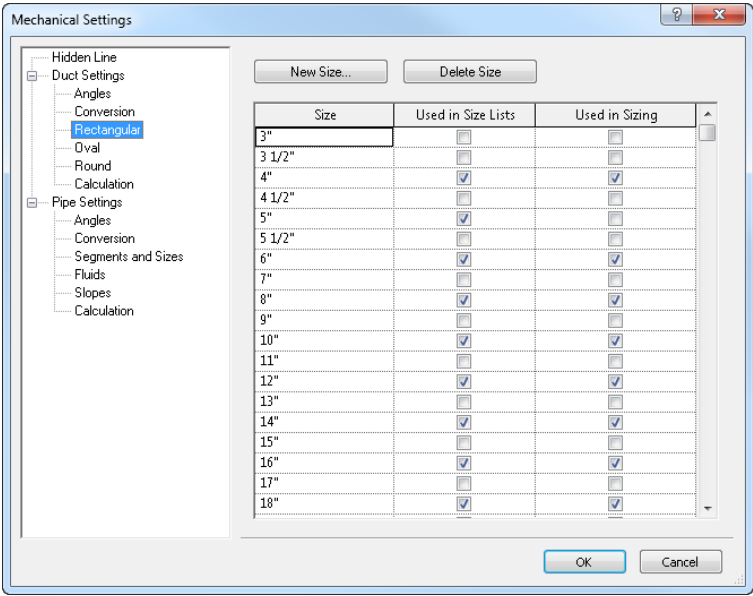 Mechanical Settings
Hidden Line
Duct Settings
Angles
Conversion
Rectangular
Oval
Round
Calculation
Pipe Settings
Angles
Conversion
Segments and Sizes
Fluids
Slopes
Calculation
New Size... Delete Size
Size Used in Size Lists Used in Sizing
3"
3 1/2"
4"
4 1/2"
5"
5 1/2"
6"
7"
8"
9"
10"
11"
12"
13"
14"
15"
16"
17"
18"
OK Cancel